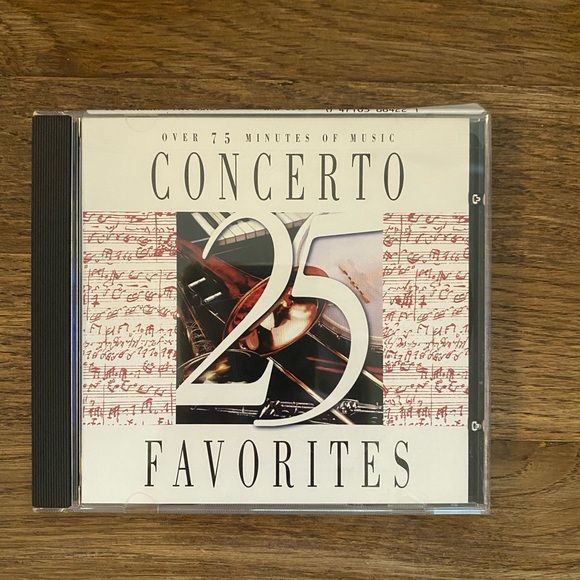 OVER 75 MINUTES OF MUSIC
CONCERTO
25
FAVORITES